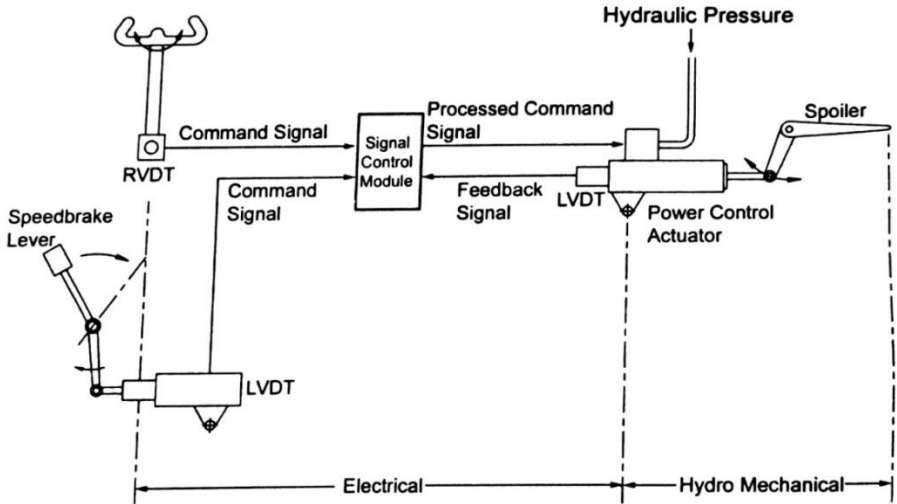 Hydraulic Pressure
Command Signal
Processed Command
Signal
Spoiler
Signal
Control
Module
RVDT
Command
Signal
Feedback
Signal
LVDT
Power Control
Actuator
Speedbrake
Lever
LVDT
Electrical
Hydro Mechanical